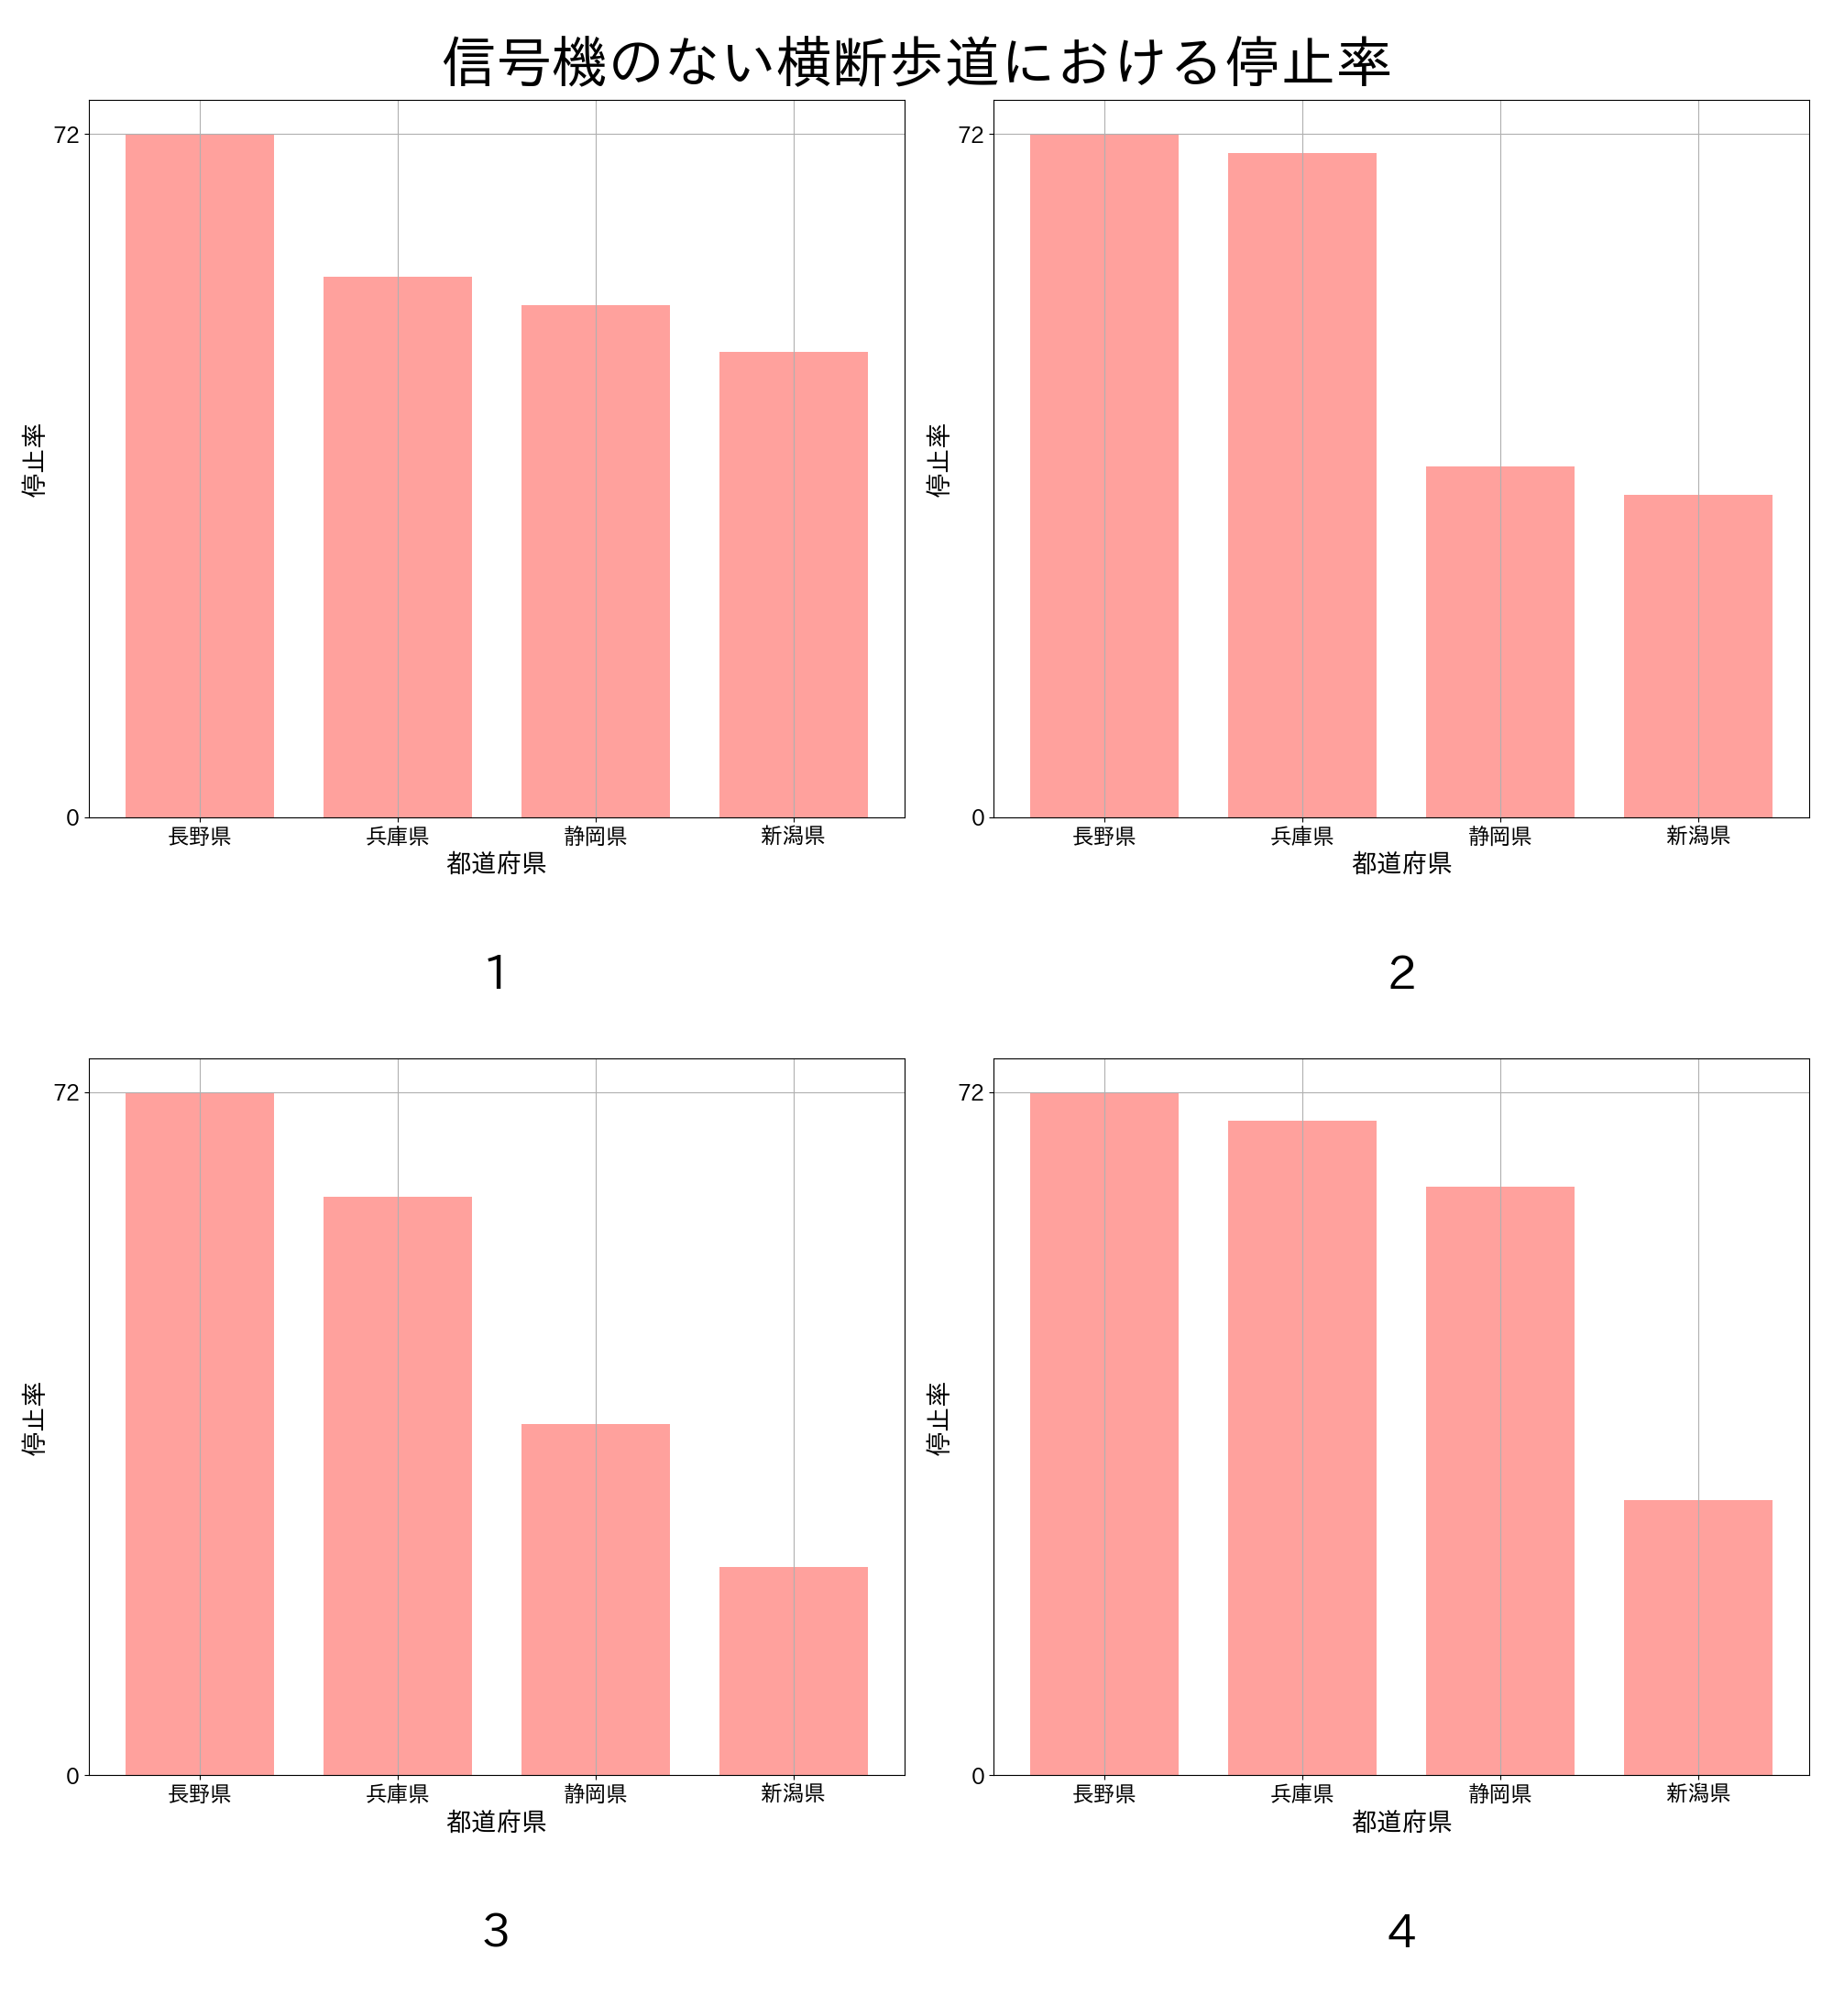 信号機のない横断歩道における停止率
72
停止率
0
長野県 兵庫県 静岡県 新潟県
都道府県
1
72
停止率
0
長野県 兵庫県 静岡県 新潟県
都道府県
2
72
停止率
0
長野県 兵庫県 静岡県 新潟県
都道府県
3
72
停止率
0
長野県 兵庫県 静岡県 新潟県
都道府県
4